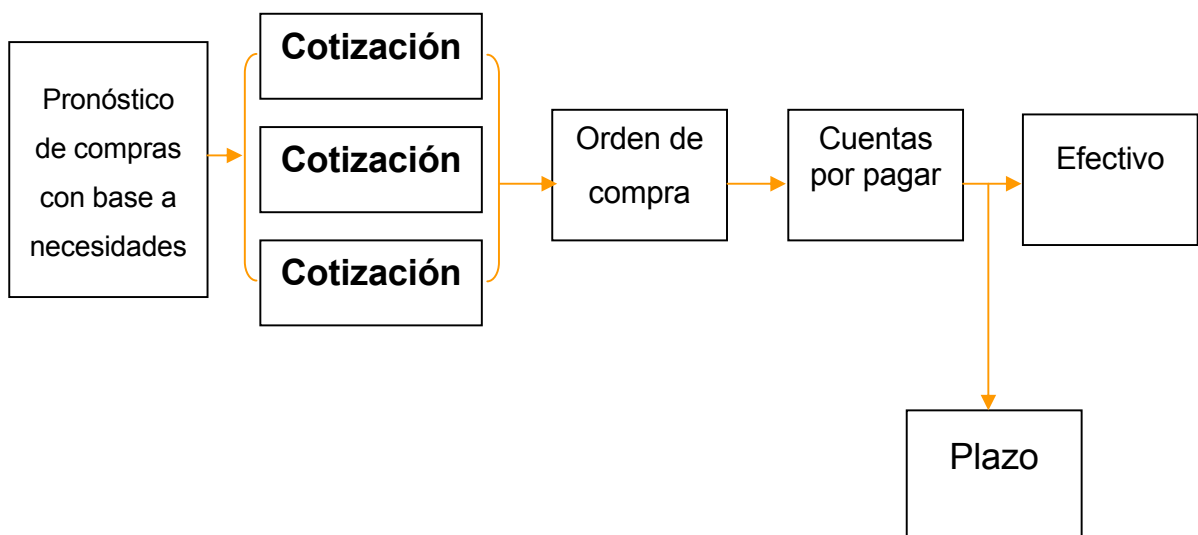 Pronóstico
de compras
con base a
necesidades
Cotización
Cotización
Cotización
Orden de
compra
Cuentas
por pagar
Efectivo
Plazo